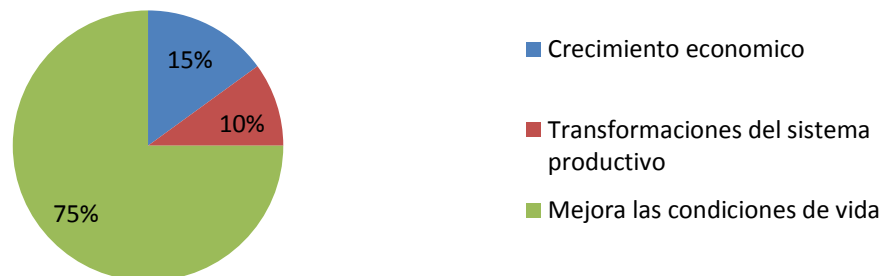 15%
10%
75%
Crecimiento economico
Transformaciones del sistema
productivo
Mejora las condiciones de vida